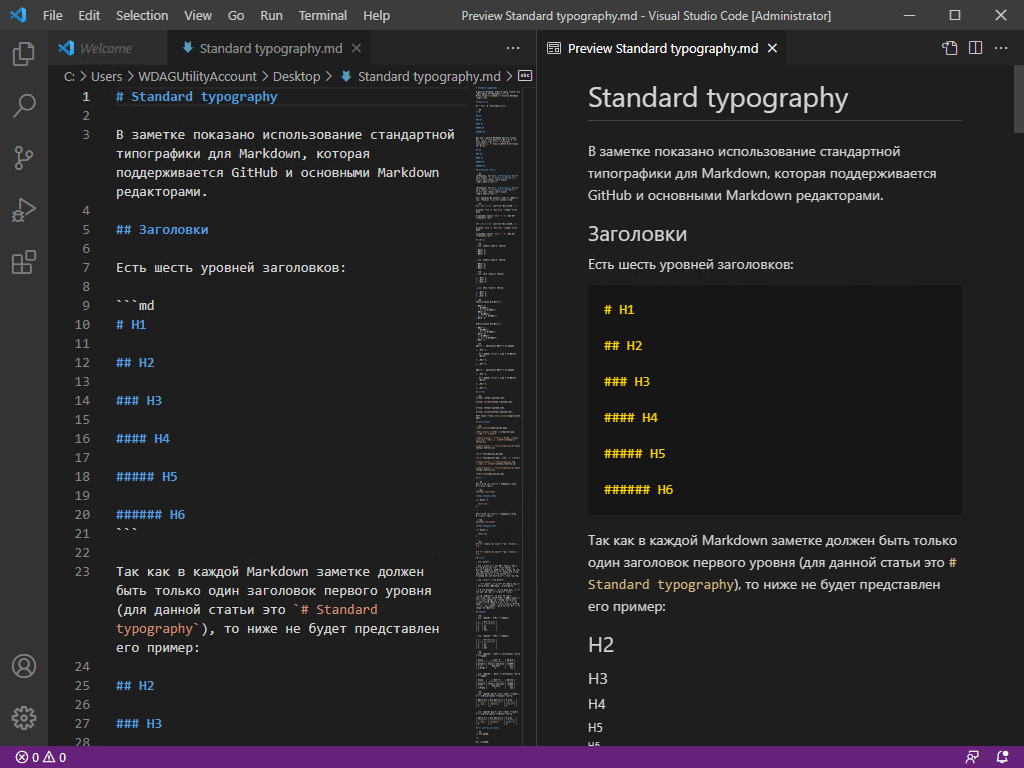 File Edit Selection View Go Run Terminal Help Preview Standard typography.md - Visual Studio Code [Administrator]
Welcome
Standard typography.md
Preview Standard typography.md
C: > Users > WDAGUtilityAccount > Desktop > Standard typography.md > abc
1 # Standard typography
2
3 В заметке показано использование стандартной
типографики для Markdown, которая
поддерживается GitHub и основными Markdown
редакторами.
4
5 ## Заголовки
6
7 Есть шесть уровней заголовков:
8
9 ```md
10 # H1
11
12 ## H2
13
14 ### H3
15
16 #### H4
17
18 ##### H5
19
20 ###### H6
21 ```
22
23 Так как в каждой Markdown заметке должен
быть только один заголовок первого уровня
(для данной статьи это `# Standard
typography`), то ниже не будет представлен
его пример:
24
25 ## H2
26
27 ### H3
28
Standard typography
В заметке показано использование стандартной
типографики для Markdown, которая поддерживается
GitHub и основными Markdown редакторами.
Заголовки
Есть шесть уровней заголовков:
# H1
## H2
### H3
#### H4
##### H5
###### H6
Так как в каждой Markdown заметке должен быть только
один заголовок первого уровня (для данной статьи это #
Standard typography), то ниже не будет представлен
его пример:
H2
H3
H4
H5
H6
0 0